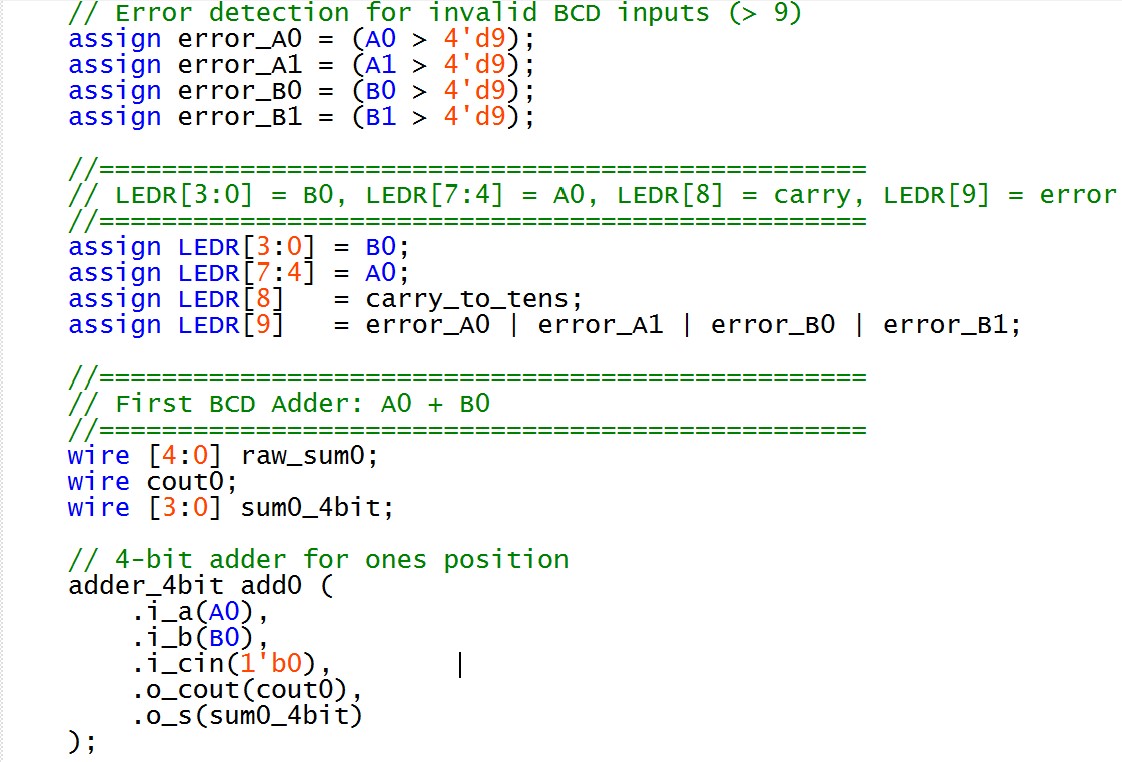 // Error detection for invalid BCD inputs (> 9)
assign error_A0 = (A0 > 4'd9);
assign error_A1 = (A1 > 4'd9);
assign error_B0 = (B0 > 4'd9);
assign error_B1 = (B1 > 4'd9);
//=================================================
// LEDR[3:0] = B0, LEDR[7:4] = A0, LEDR[8] = carry, LEDR[9] = error
//=================================================
assign LEDR[3:0] = B0;
assign LEDR[7:4] = A0;
assign LEDR[8]   = carry_to_tens;
assign LEDR[9]   = error_A0 | error_A1 | error_B0 | error_B1;
//=================================================
// First BCD Adder: A0 + B0
//=================================================
wire [4:0] raw_sum0;
wire cout0;
wire [3:0] sum0_4bit;
// 4-bit adder for ones position
adder_4bit add0 (
    .i_a(A0),
    .i_b(B0),
    .i_cin(1'b0),
    .o_cout(cout0),
    .o_s(sum0_4bit)
);